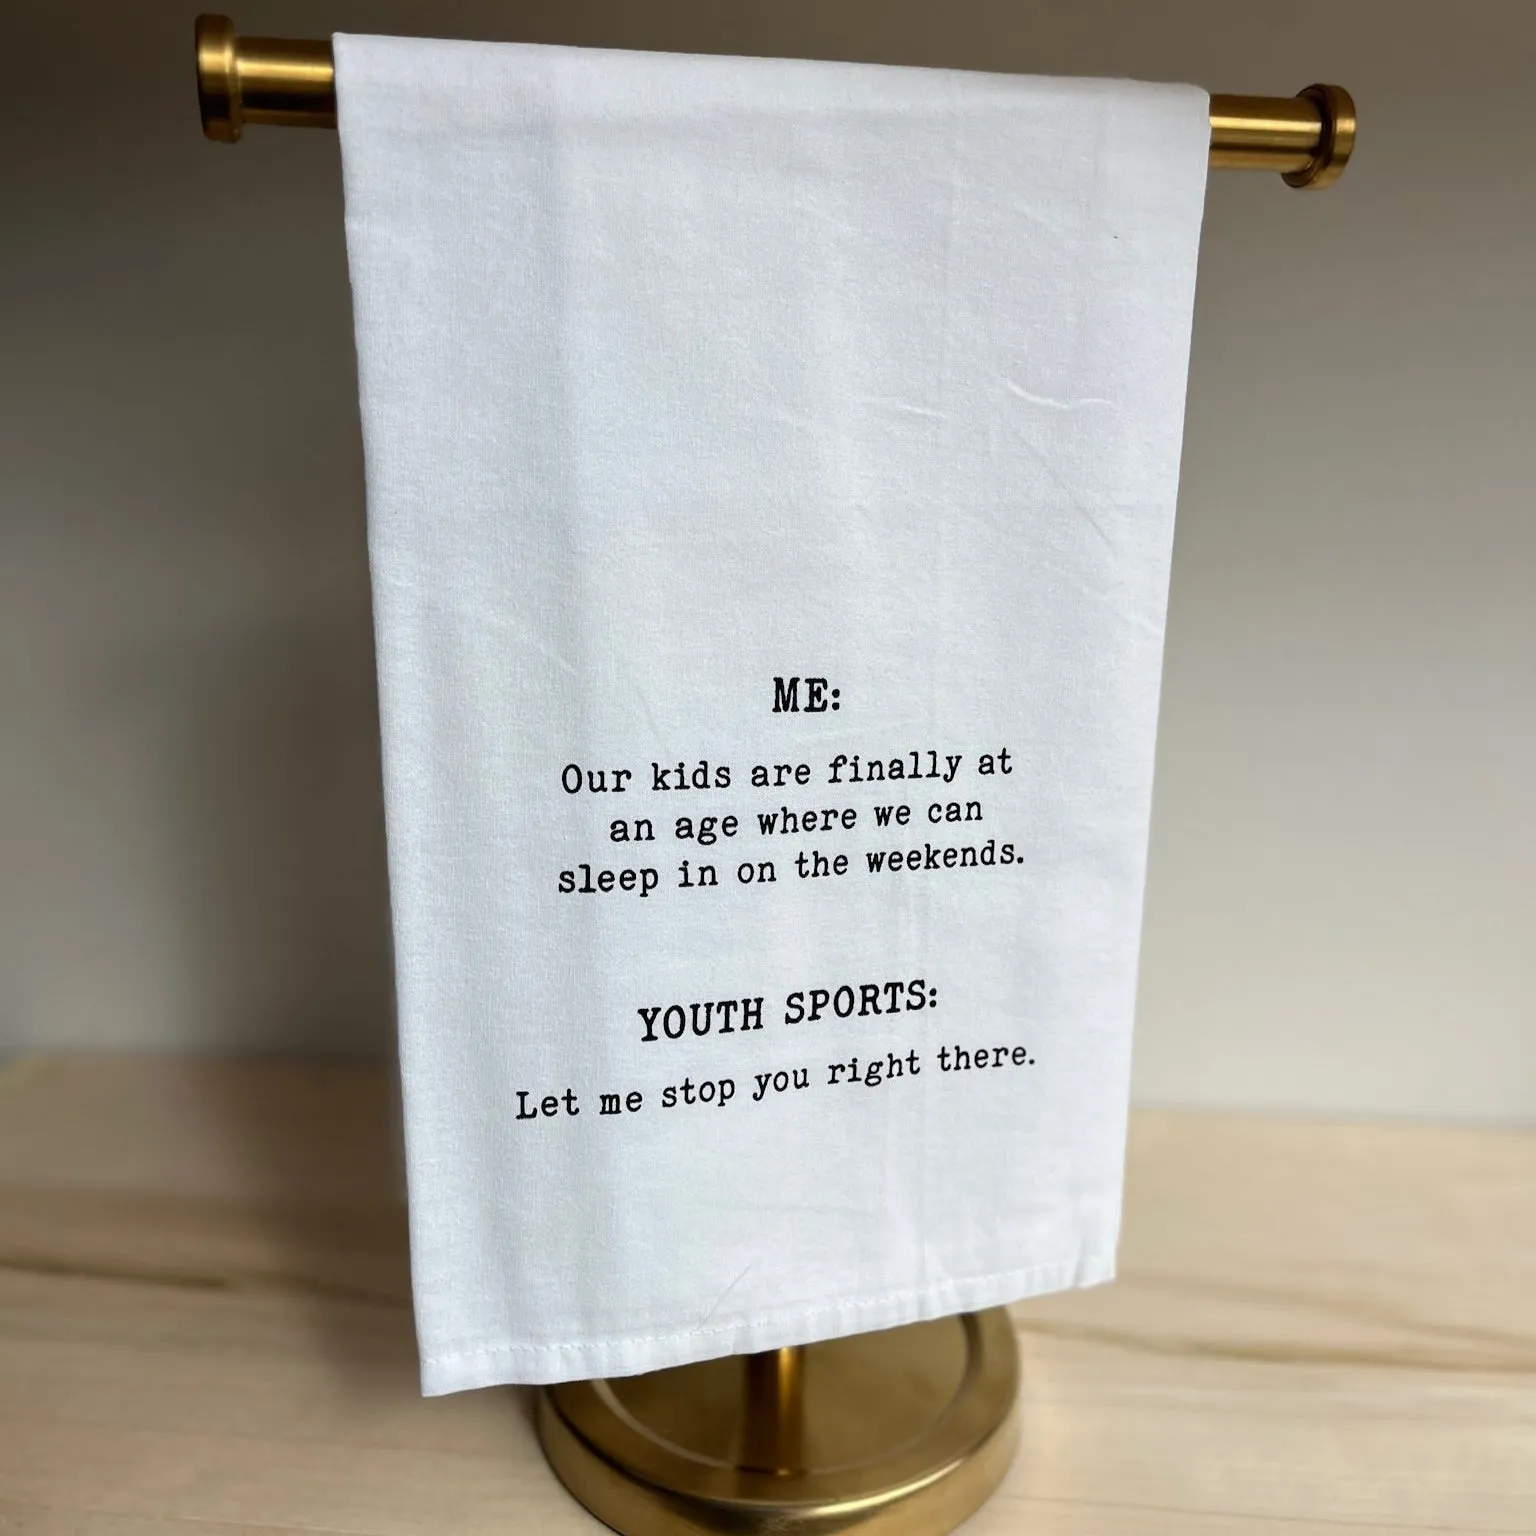 ME:
Our kids are finally at
an age where we can
sleep in on the weekends.
YOUTH SPORTS:
Let me stop you right there.